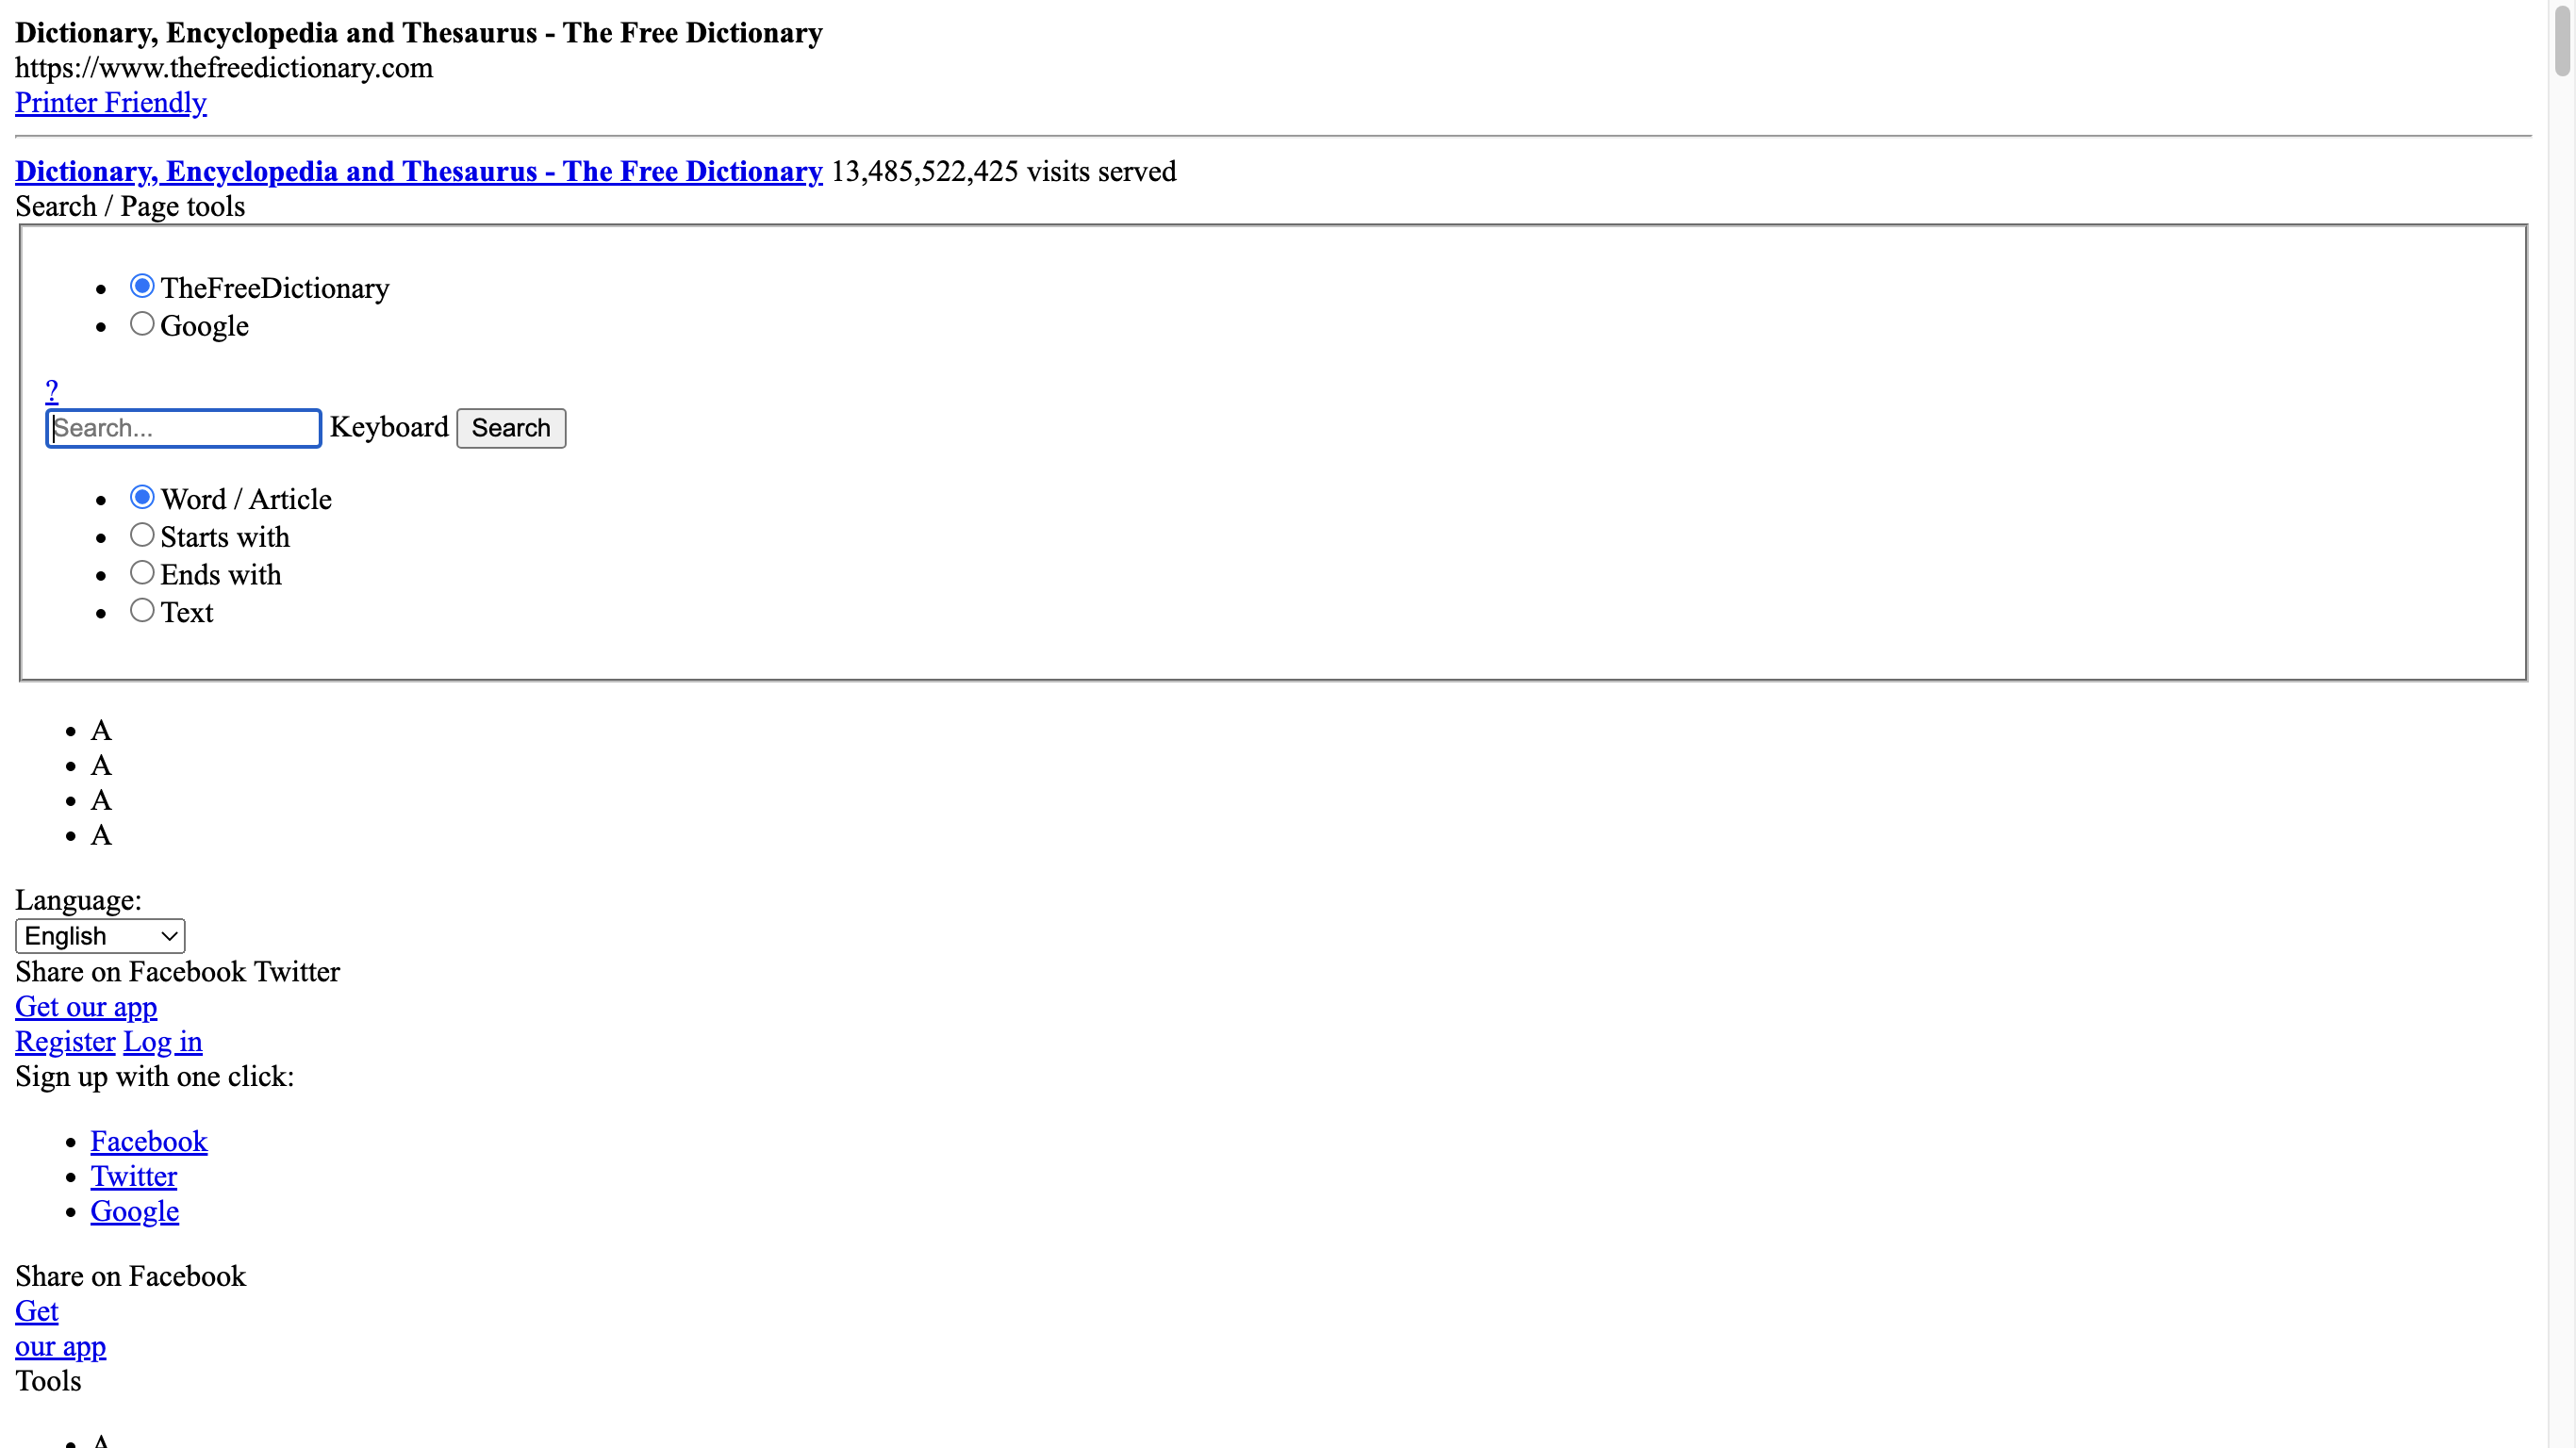 Dictionary, Encyclopedia and Thesaurus - The Free Dictionary
https://www.thefreedictionary.com
Printer Friendly
Dictionary, Encyclopedia and Thesaurus - The Free Dictionary 13,485,522,425 visits served
Search / Page tools
TheFreeDictionary
Google
?
Search... Keyboard Search
Word / Article
Starts with
Ends with
Text
A
A
A
A
Language:
English
Share on Facebook Twitter
Get our app
Register Log in
Sign up with one click:
Facebook
Twitter
Google
Share on Facebook
Get
our app
Tools
A